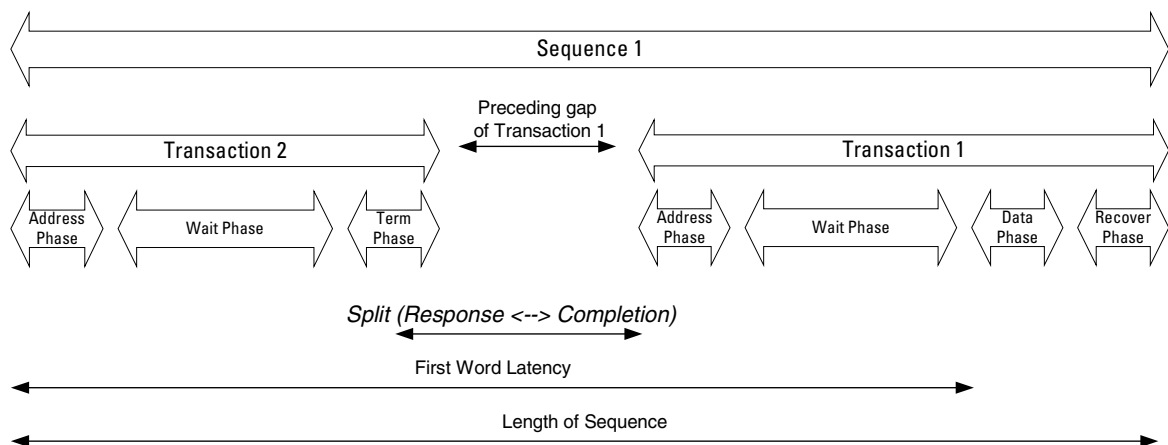 Sequence 1
Preceding gap
of Transaction 1
Transaction 2
Transaction 1
Address
Phase
Wait Phase
Term
Phase
Address
Phase
Wait Phase
Data
Phase
Recover
Phase
Split (Response <--> Completion)
First Word Latency
Length of Sequence